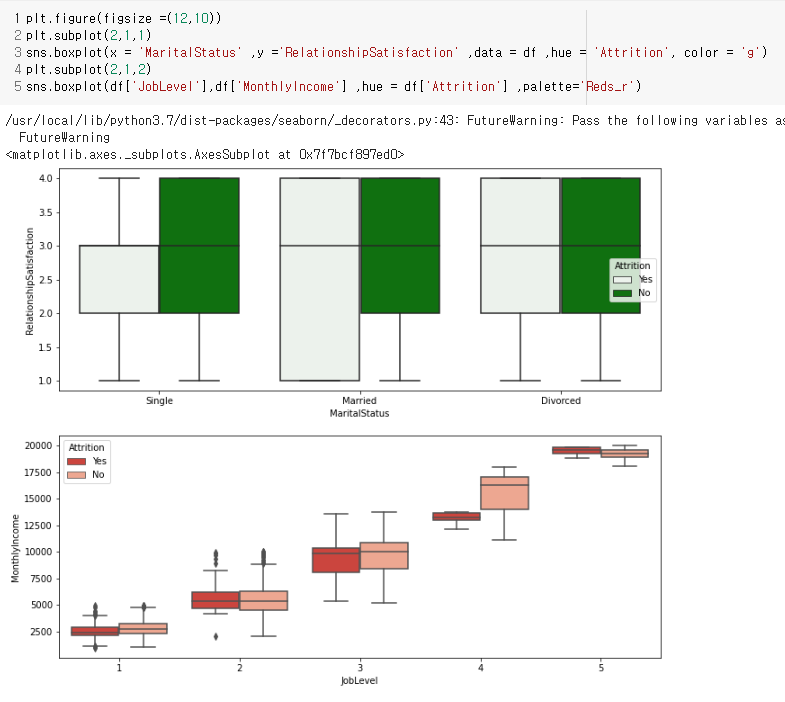 1 plt.figure(figsize =(12,10))
2 plt.subplot(2,1,1)
3 sns.boxplot(x = 'MaritalStatus' ,y ='RelationshipSatisfaction' ,data = df ,hue = 'Attrition', color = 'g')
4 plt.subplot(2,1,2)
5 sns.boxplot(df['JobLevel'],df['MonthlyIncome'] ,hue = df['Attrition'] ,palette='Reds_r')
/usr/local/lib/python3.7/dist-packages/seaborn/_decorators.py:43: FutureWarning: Pass the following variables as
FutureWarning
<matplotlib.axes._subplots.AxesSubplot at 0x7f7bcf897ed0>
RelationshipSatisfaction
4.0
3.5
3.0
2.5
2.0
1.5
1.0
Attrition
Yes
No
Single Married Divorced
MaritalStatus
MonthlyIncome
20000
17500
15000
12500
10000
7500
5000
2500
Attrition
Yes
No
1 2 3 4 5
JobLevel